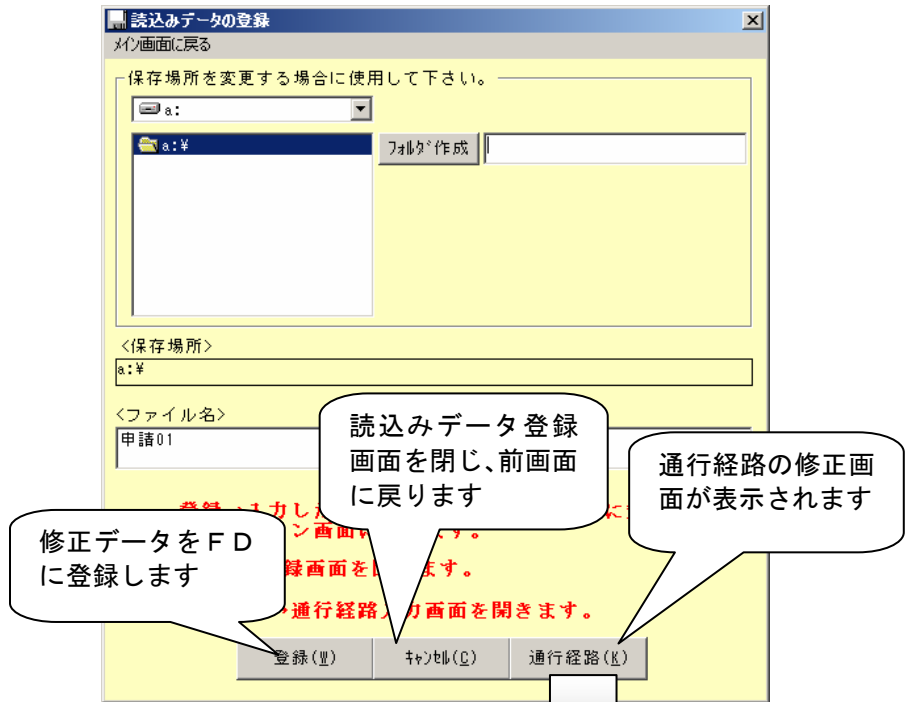 読込みデータの登録
メイン画面に戻る
保存場所を変更する場合に使用して下さい。
a:
a:¥
フォルダ作成
<保存場所>
a:¥
<ファイル名>
申請01
読込みデータ登録
画面を閉じ、前画面
に戻ります
通行経路の修正画
面が表示されます
修正データをFD
に登録します
ン画面
録画面を
ます。
通行経路
力画面を開きます。
登録(W)
キャンセル(C)
通行経路(K)